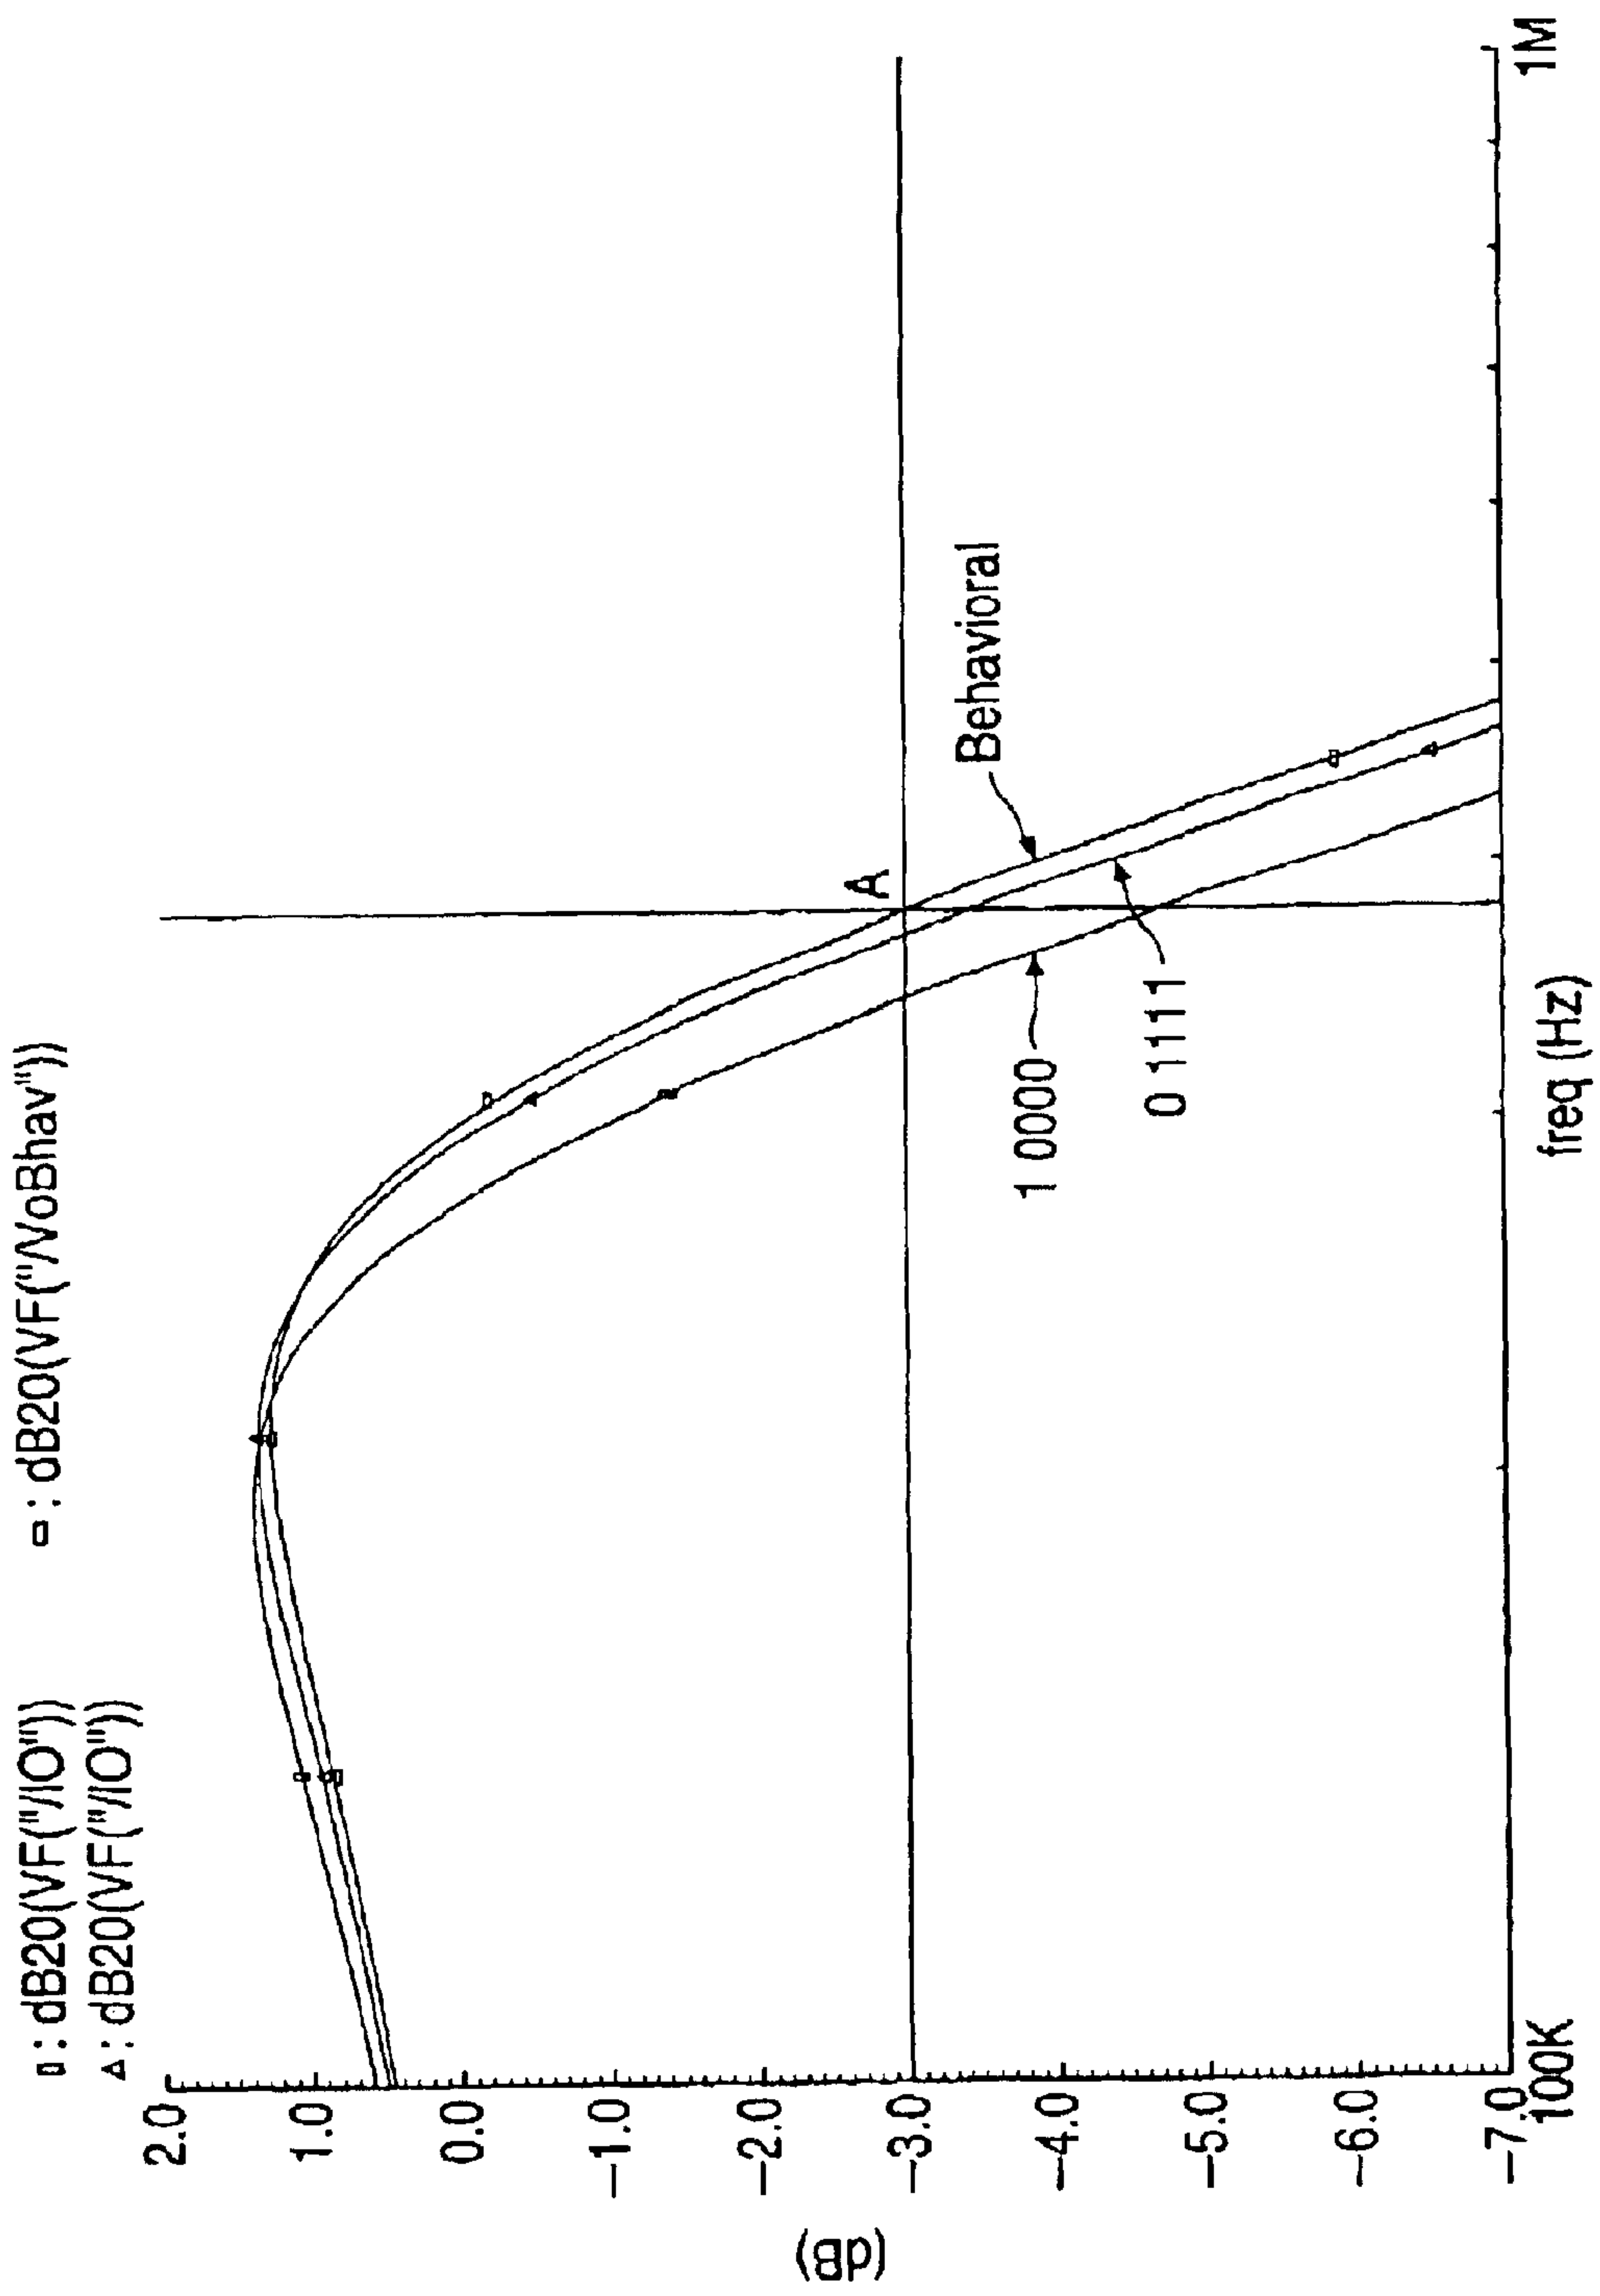 ▯: dB20(VF("/IO"))
▫: dB20(VF("/VoBhav"))
△: dB20(VF("/IO"))
2.0
1.0
0.0
−1.0
−2.0
−3.0
−4.0
−5.0
−6.0
−7.0
(dB)
A
Behavioral
1 0000
0 1111
100K
1M
freq (Hz)